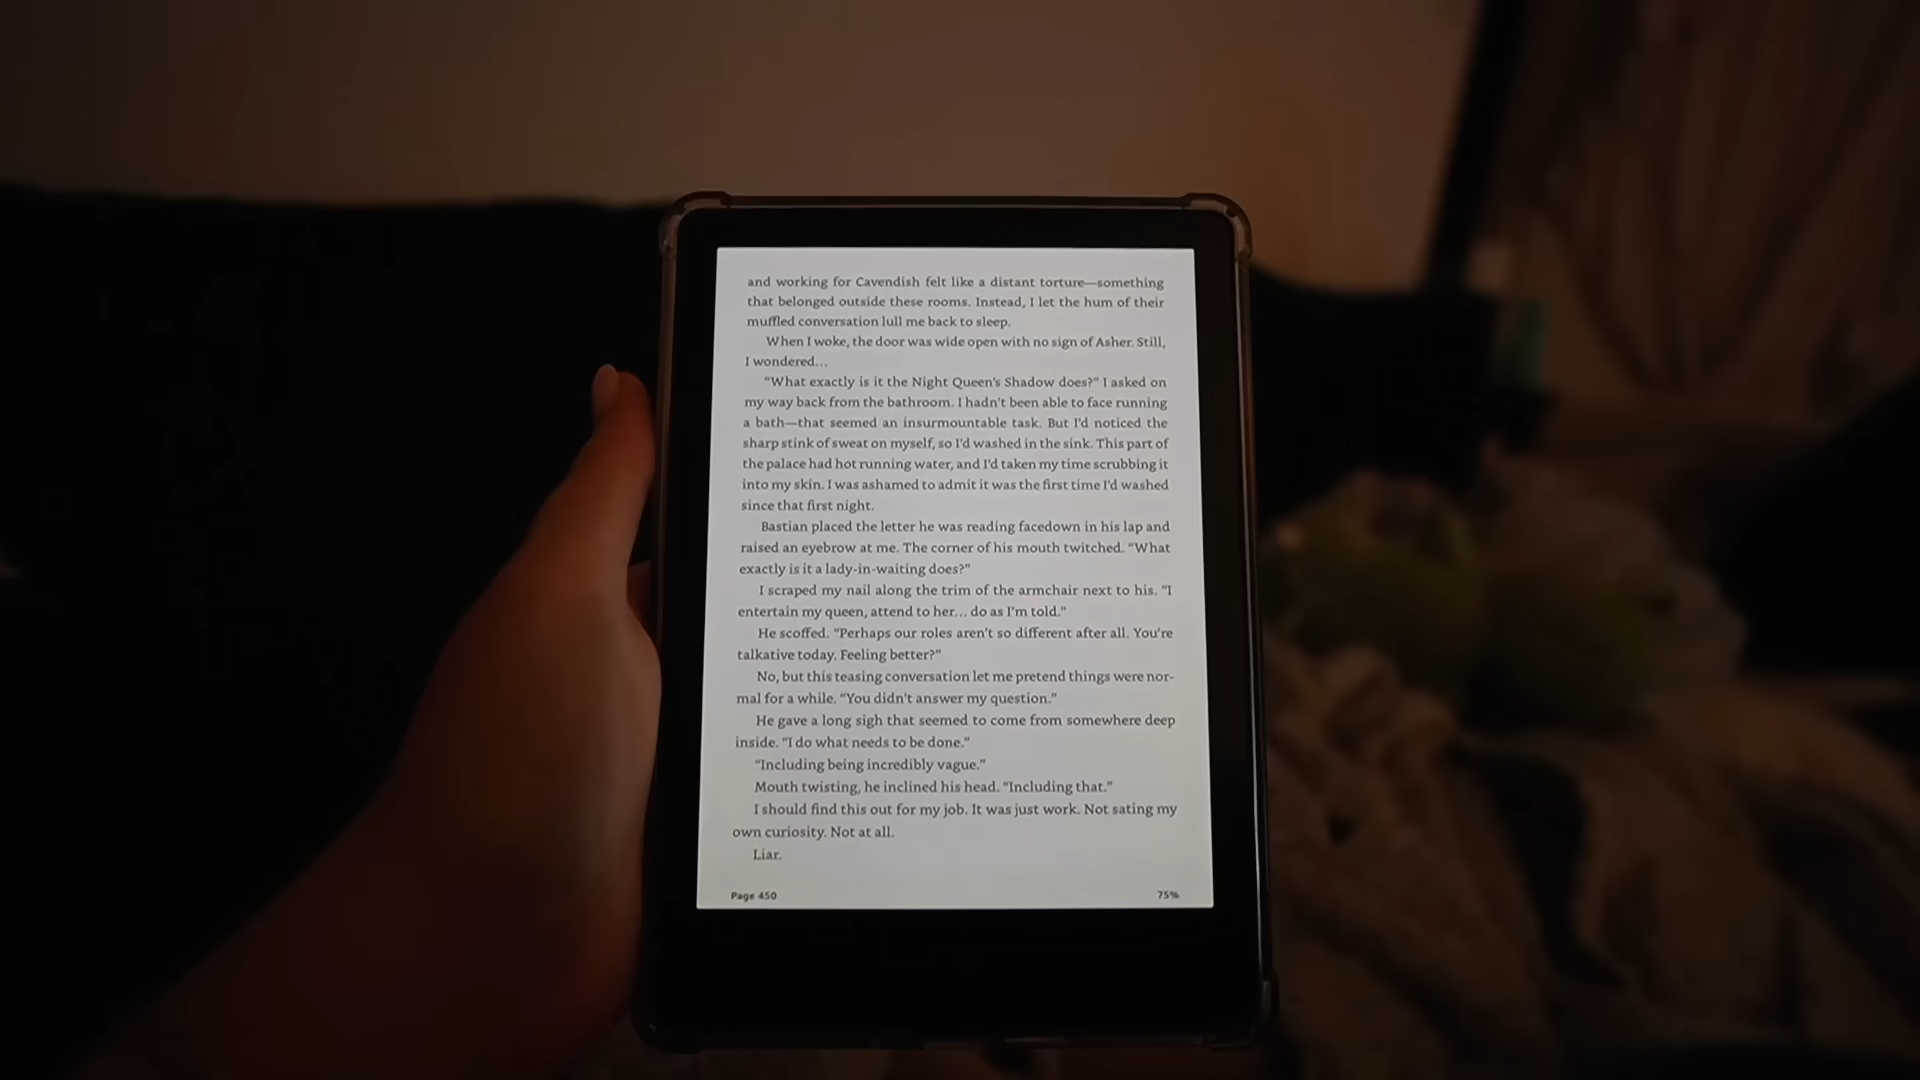 and working for Cavendish felt like a distant torture—something
that belonged outside these rooms. Instead, I let the hum of their
muffled conversation lull me back to sleep.
When I woke, the door was wide open with no sign of Asher. Still,
I wondered…
“What exactly is it the Night Queen's Shadow does?” I asked on
my way back from the bathroom. I hadn't been able to face running
a bath—that seemed an insurmountable task. But I'd noticed the
sharp stink of sweat on myself, so I'd washed in the sink. This part of
the palace had hot running water, and I'd taken my time scrubbing it
into my skin. I was ashamed to admit it was the first time I'd washed
since that first night.
Bastian placed the letter he was reading facedown in his lap and
raised an eyebrow at me. The corner of his mouth twitched. “What
exactly is it a lady-in-waiting does?”
I scraped my nail along the trim of the armchair next to his. “I
entertain my queen, attend to her… do as I'm told.”
He scoffed. “Perhaps our roles aren't so different after all. You're
talkative today. Feeling better?”
No, but this teasing conversation let me pretend things were nor-
mal for a while. “You didn't answer my question.”
He gave a long sigh that seemed to come from somewhere deep
inside. “I do what needs to be done.”
“Including being incredibly vague.”
Mouth twisting, he inclined his head. “Including that.”
I should find this out for my job. It was just work. Not sating my
own curiosity. Not at all.
Liar.
Page 450
75%